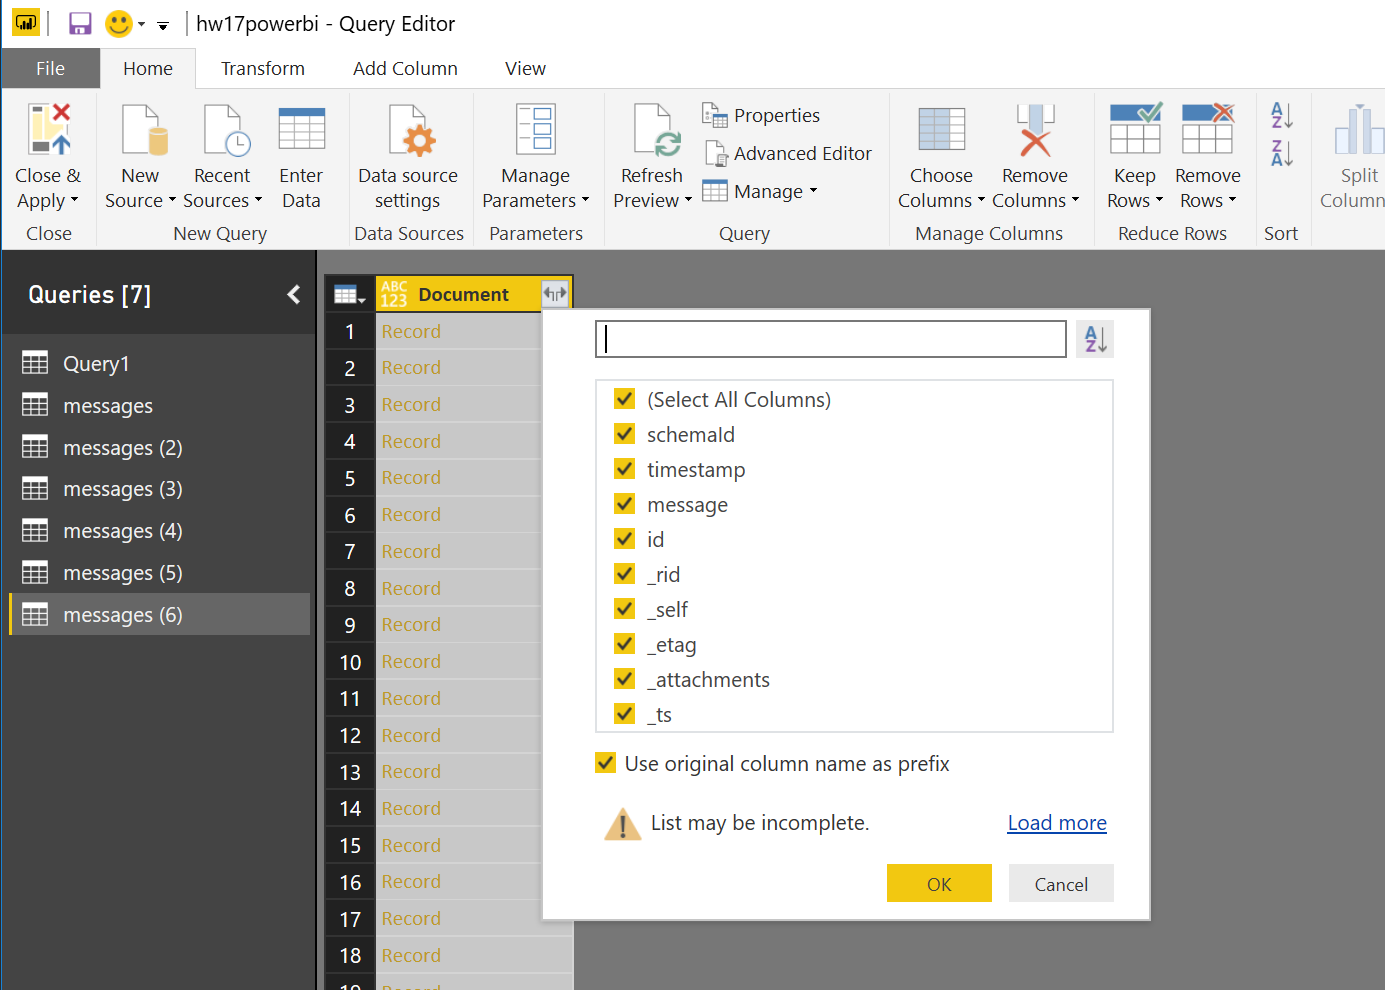 hw17powerbi - Query Editor
File Home Transform Add Column View
Close & Apply
New Source
Recent Sources
Enter Data
Data source settings
Manage Parameters
Refresh Preview
Properties
Advanced Editor
Manage
Choose Columns
Remove Columns
Keep Rows
Remove Rows
A Z
Z A
Split Column
Close New Query Data Sources Parameters Query Manage Columns Reduce Rows Sort
Queries [7]
Query1
messages
messages (2)
messages (3)
messages (4)
messages (5)
messages (6)
ABC 123 Document
1 Record
2 Record
3 Record
4 Record
5 Record
6 Record
7 Record
8 Record
9 Record
10 Record
11 Record
12 Record
13 Record
14 Record
15 Record
16 Record
17 Record
18 Record
19 Record
A Z
(Select All Columns)
schemaId
timestamp
message
id
_rid
_self
_etag
_attachments
_ts
Use original column name as prefix
List may be incomplete. Load more
OK Cancel